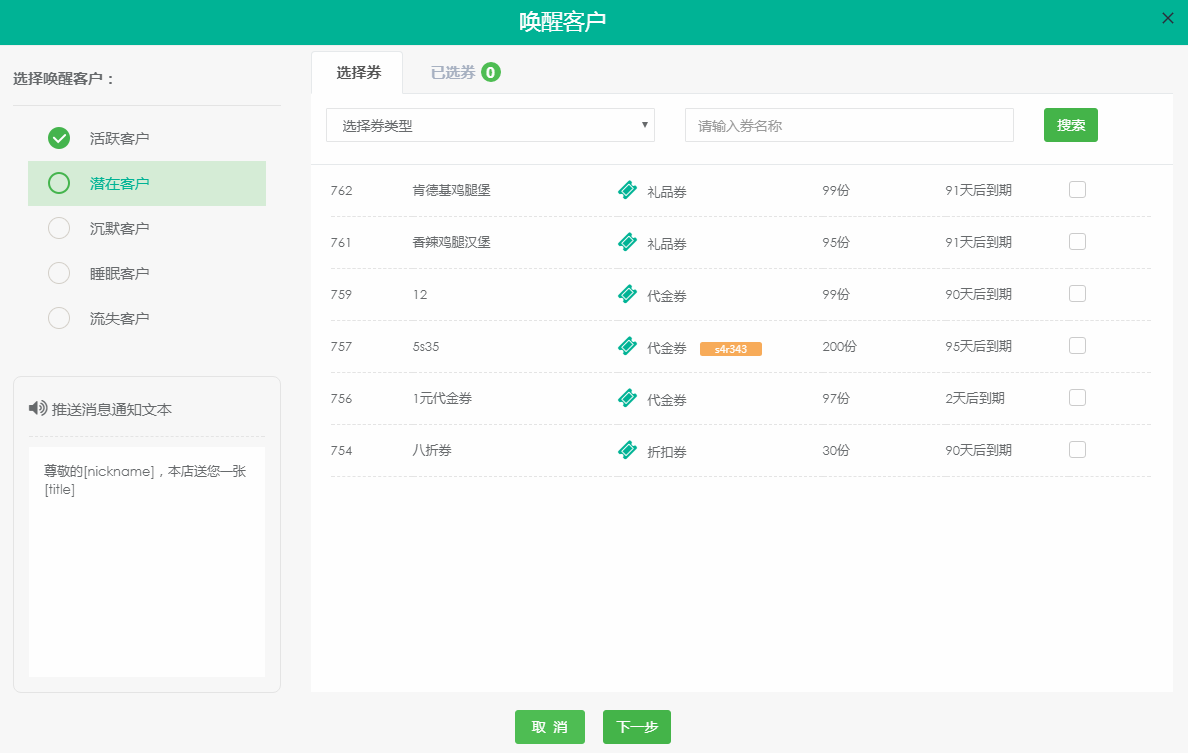 唤醒客户
选择唤醒客户：
活跃客户
潜在客户
沉默客户
睡眠客户
流失客户
推送消息通知文本
尊敬的[nickname]，本店送您一张
[title]
选择券 已选券 0
选择券类型 请输入券名称 搜索
762 肯德基鸡腿堡 礼品券 99份 91天后到期
761 香辣鸡腿汉堡 礼品券 95份 91天后到期
759 12 代金券 99份 90天后到期
757 5s35 代金券 s4r343 200份 95天后到期
756 1元代金券 代金券 97份 2天后到期
754 八折券 折扣券 30份 90天后到期
取 消 下一步